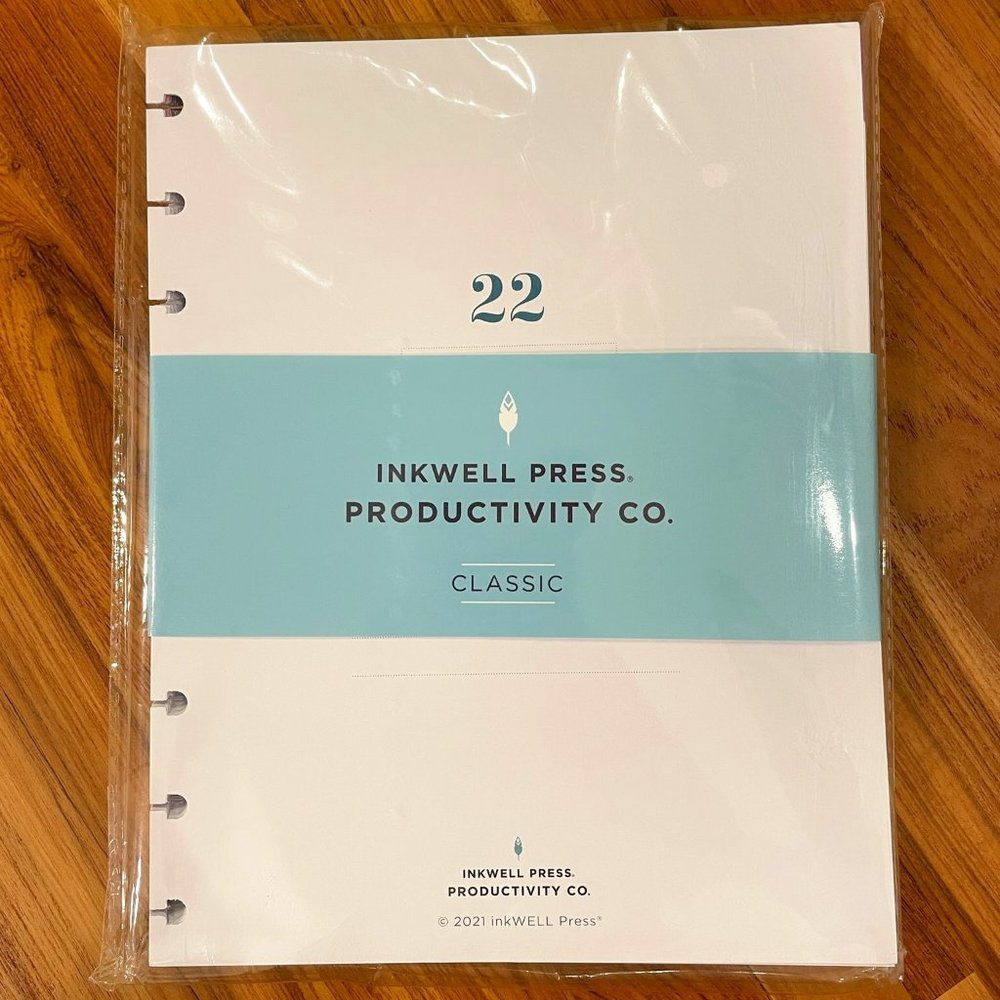 22
INKWELL PRESS®
PRODUCTIVITY CO.
CLASSIC
INKWELL PRESS®
PRODUCTIVITY CO.
© 2021 inkWELL Press®